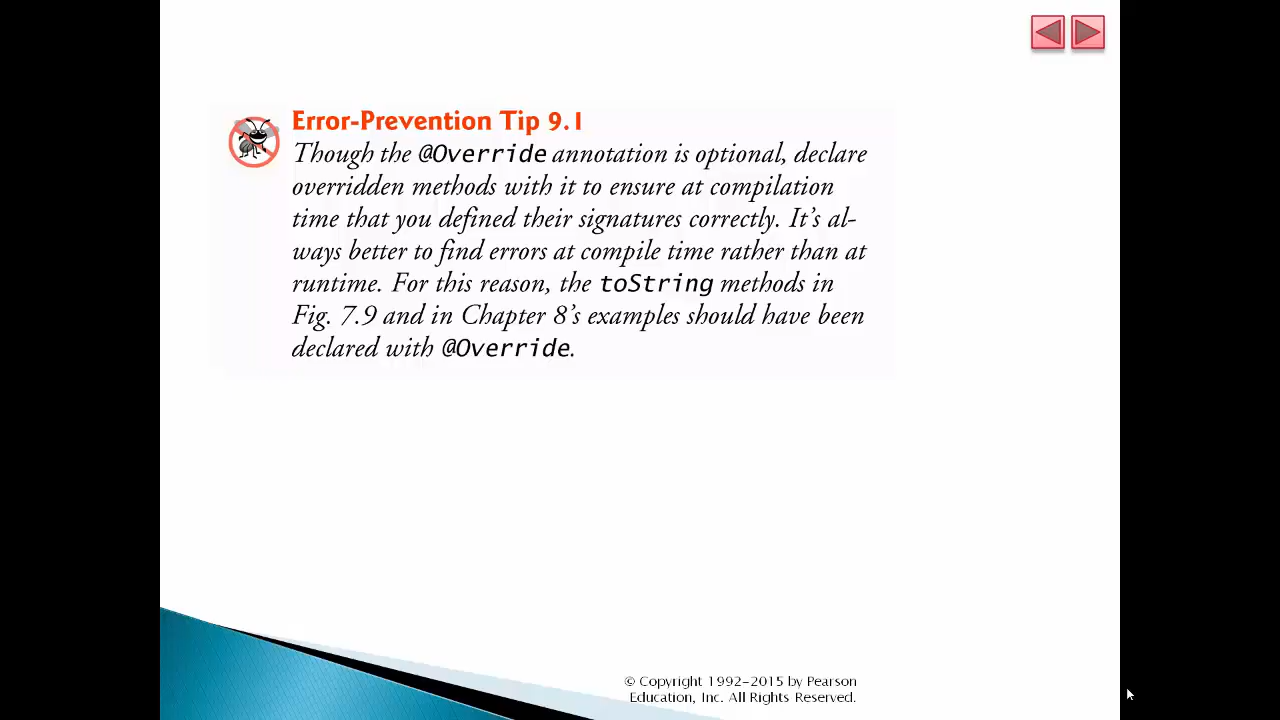 Error-Prevention Tip 9.1
Though the @Override annotation is optional, declare
overridden methods with it to ensure at compilation
time that you defined their signatures correctly. It’s al-
ways better to find errors at compile time rather than at
runtime. For this reason, the toString methods in
Fig. 7.9 and in Chapter 8’s examples should have been
declared with @Override.
© Copyright 1992–2015 by Pearson
Education, Inc. All Rights Reserved.